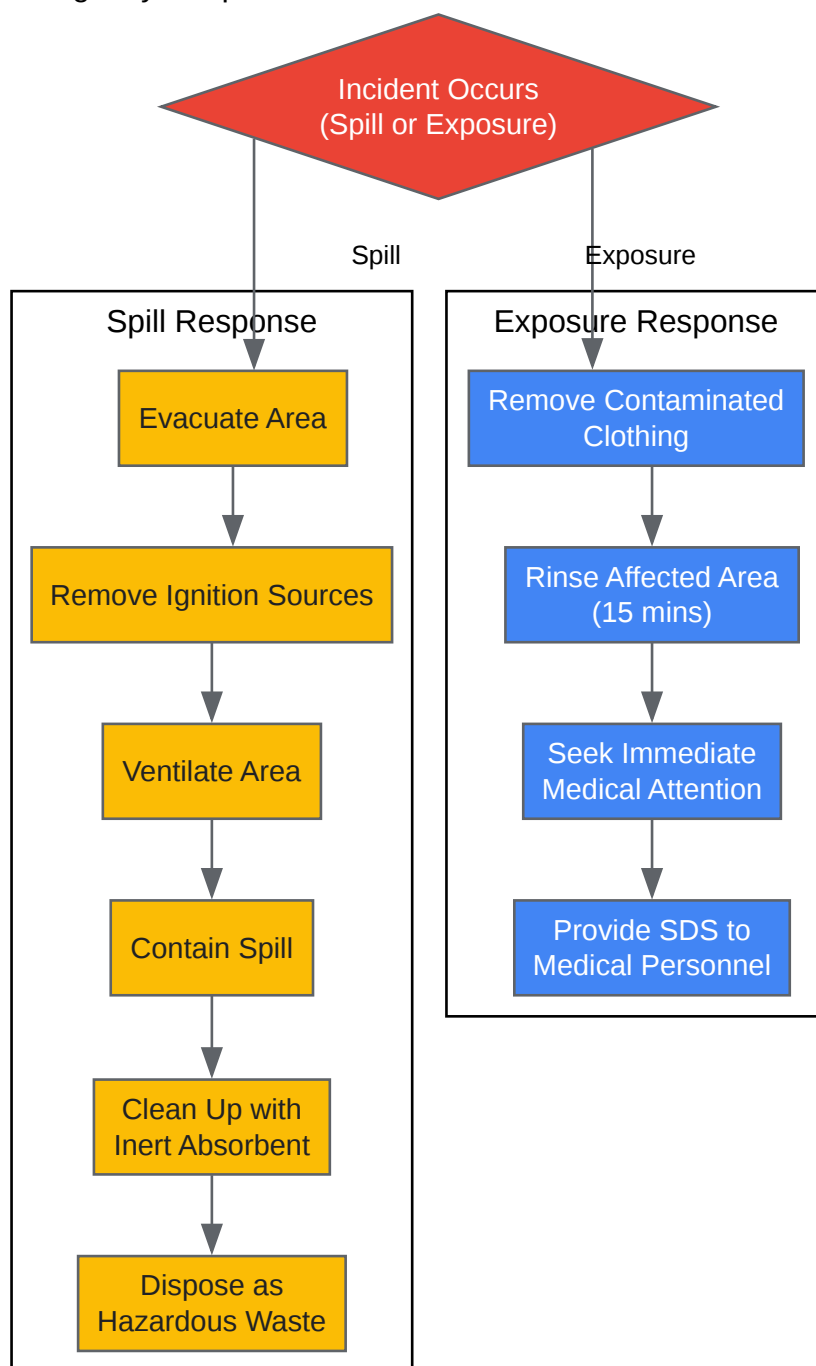 Incident Occurs
(Spill or Exposure)
Spill
Exposure
Spill Response
Evacuate Area
Remove Ignition Sources
Ventilate Area
Contain Spill
Clean Up with
Inert Absorbent
Dispose as
Hazardous Waste
Exposure Response
Remove Contaminated
Clothing
Rinse Affected Area
(15 mins)
Seek Immediate
Medical Attention
Provide SDS to
Medical Personnel